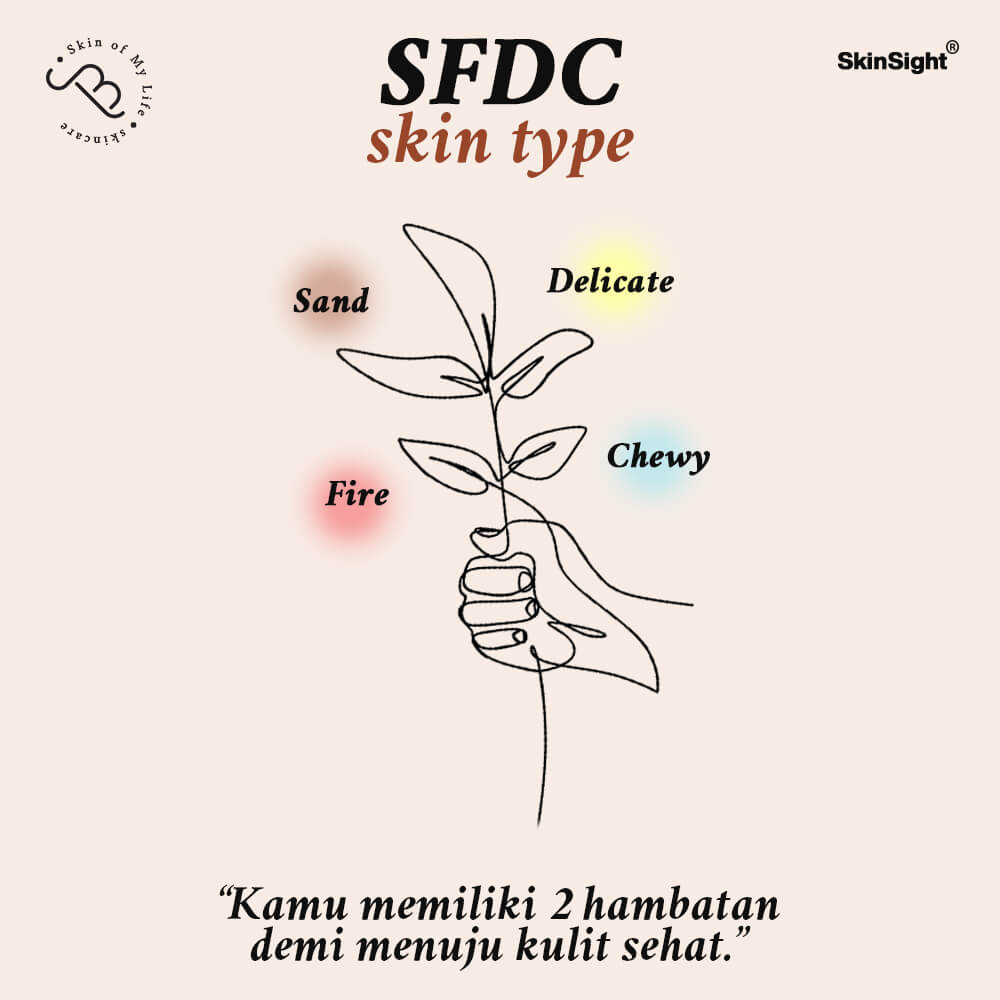 • Skin of My Life • skincare
SkinSight®
SFDC
skin type
Sand
Delicate
Fire
Chewy
“Kamu memiliki 2 hambatan
demi menuju kulit sehat.”